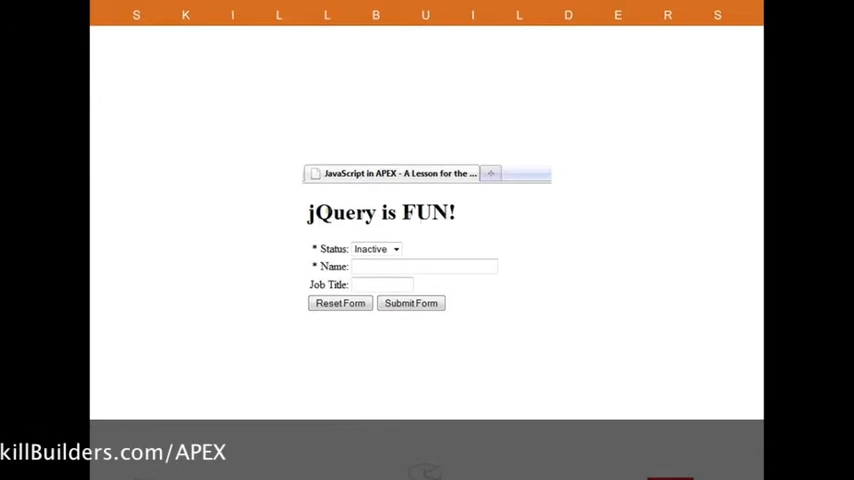 S K I L L B U I L D E R S
JavaScript in APEX - A Lesson for the ...
jQuery is FUN!
* Status: Inactive
* Name:
Job Title:
Reset Form Submit Form
killBuilders.com/APEX